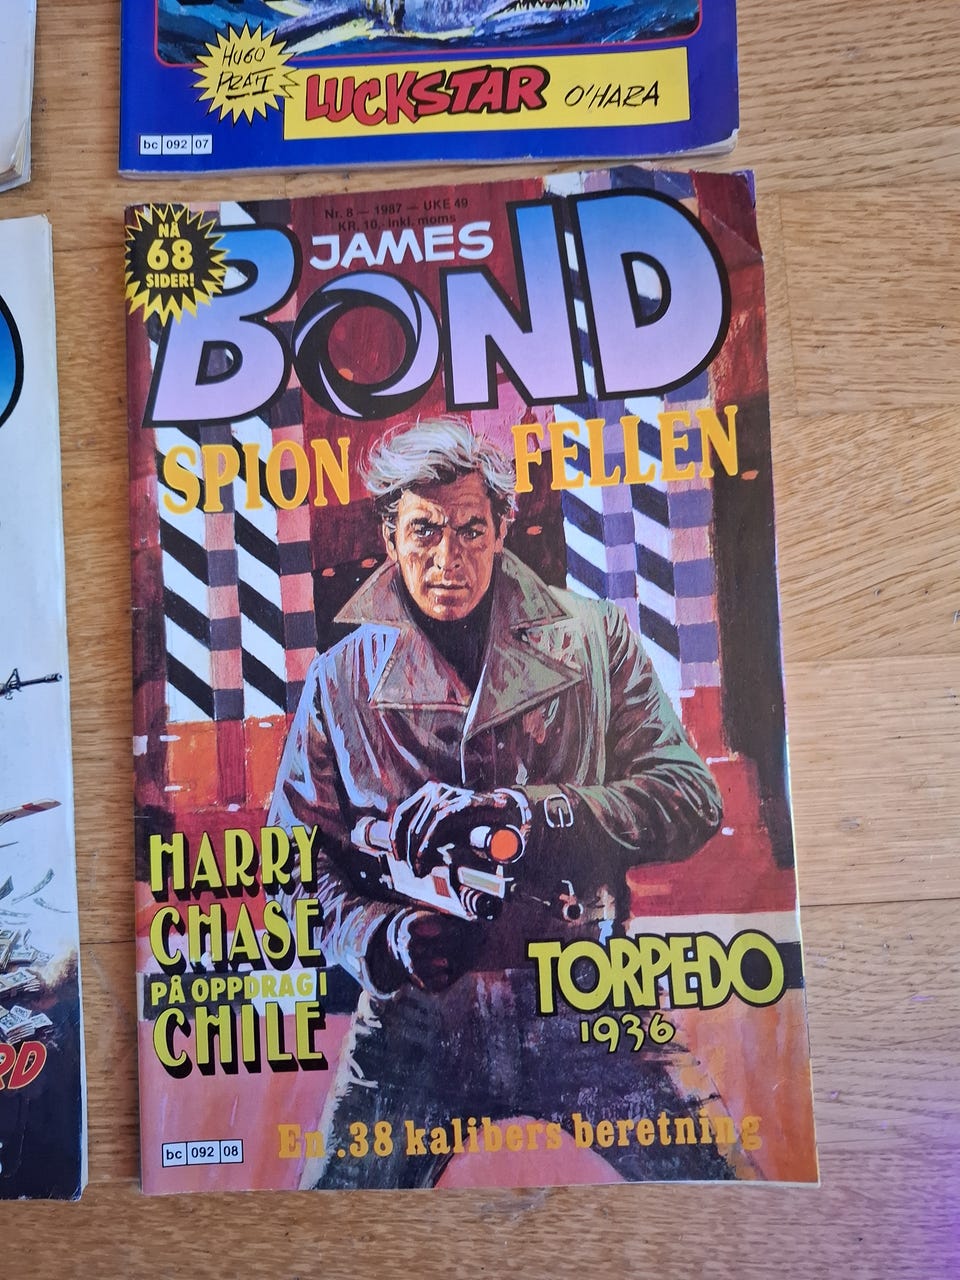 HUGO
PRATT
LUCKSTAR O'HARA
bc 092 07
Nr. 8 — 1987 — UKE 49
KR. 10,- inkl. moms
NÅ
68
SIDER!
JAMES
BOND
SPION FELLEN
HARRY
CHASE
PÅ OPPDRAG I
CHILE
TORPEDO
1936
En .38 kalibers beretning
bc 092 08